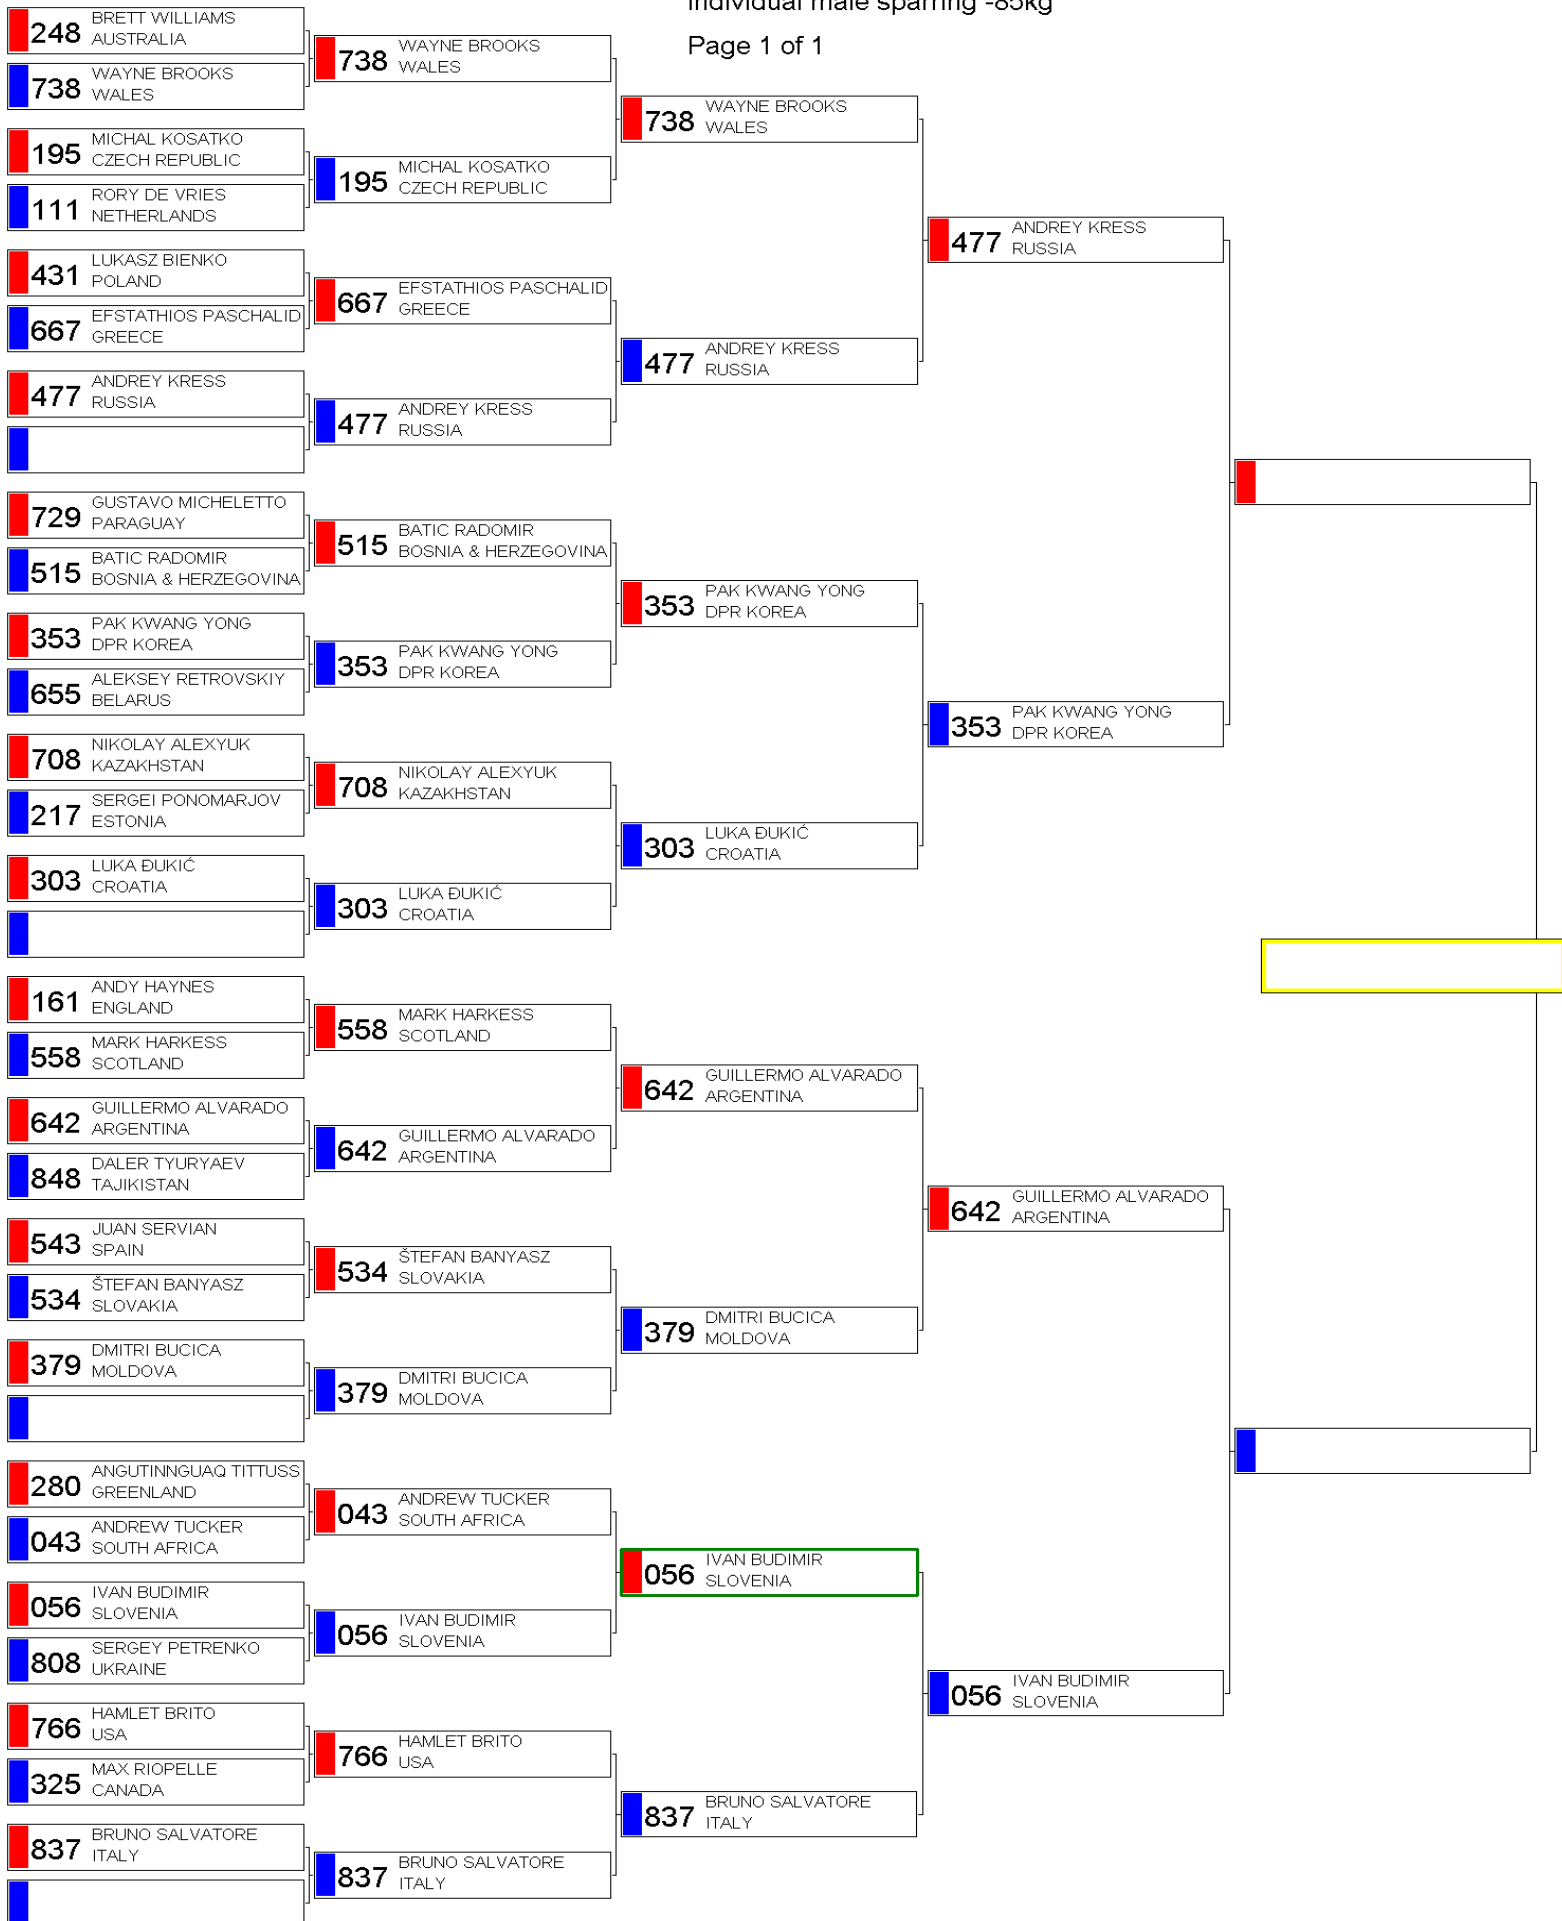 individual male sparring -85kg
Page 1 of 1
248 BRETT WILLIAMS
AUSTRALIA
738 WAYNE BROOKS
WALES
195 MICHAL KOSATKO
CZECH REPUBLIC
111 RORY DE VRIES
NETHERLANDS
431 LUKASZ BIENKO
POLAND
667 EFSTATHIOS PASCHALID
GREECE
477 ANDREY KRESS
RUSSIA
729 GUSTAVO MICHELETTO
PARAGUAY
515 BATIC RADOMIR
BOSNIA & HERZEGOVINA
353 PAK KWANG YONG
DPR KOREA
655 ALEKSEY RETROVSKIY
BELARUS
708 NIKOLAY ALEXYUK
KAZAKHSTAN
217 SERGEI PONOMARJOV
ESTONIA
303 LUKA ĐUKIĆ
CROATIA
161 ANDY HAYNES
ENGLAND
558 MARK HARKESS
SCOTLAND
642 GUILLERMO ALVARADO
ARGENTINA
848 DALER TYURYAEV
TAJIKISTAN
543 JUAN SERVIAN
SPAIN
534 ŠTEFAN BANYASZ
SLOVAKIA
379 DMITRI BUCICA
MOLDOVA
280 ANGUTINNGUAQ TITTUSS
GREENLAND
043 ANDREW TUCKER
SOUTH AFRICA
056 IVAN BUDIMIR
SLOVENIA
808 SERGEY PETRENKO
UKRAINE
766 HAMLET BRITO
USA
325 MAX RIOPELLE
CANADA
837 BRUNO SALVATORE
ITALY
738 WAYNE BROOKS
WALES
195 MICHAL KOSATKO
CZECH REPUBLIC
667 EFSTATHIOS PASCHALID
GREECE
477 ANDREY KRESS
RUSSIA
515 BATIC RADOMIR
BOSNIA & HERZEGOVINA
353 PAK KWANG YONG
DPR KOREA
708 NIKOLAY ALEXYUK
KAZAKHSTAN
303 LUKA ĐUKIĆ
CROATIA
558 MARK HARKESS
SCOTLAND
642 GUILLERMO ALVARADO
ARGENTINA
534 ŠTEFAN BANYASZ
SLOVAKIA
379 DMITRI BUCICA
MOLDOVA
043 ANDREW TUCKER
SOUTH AFRICA
056 IVAN BUDIMIR
SLOVENIA
766 HAMLET BRITO
USA
837 BRUNO SALVATORE
ITALY
738 WAYNE BROOKS
WALES
477 ANDREY KRESS
RUSSIA
353 PAK KWANG YONG
DPR KOREA
303 LUKA ĐUKIĆ
CROATIA
642 GUILLERMO ALVARADO
ARGENTINA
379 DMITRI BUCICA
MOLDOVA
056 IVAN BUDIMIR
SLOVENIA
837 BRUNO SALVATORE
ITALY
477 ANDREY KRESS
RUSSIA
353 PAK KWANG YONG
DPR KOREA
642 GUILLERMO ALVARADO
ARGENTINA
056 IVAN BUDIMIR
SLOVENIA